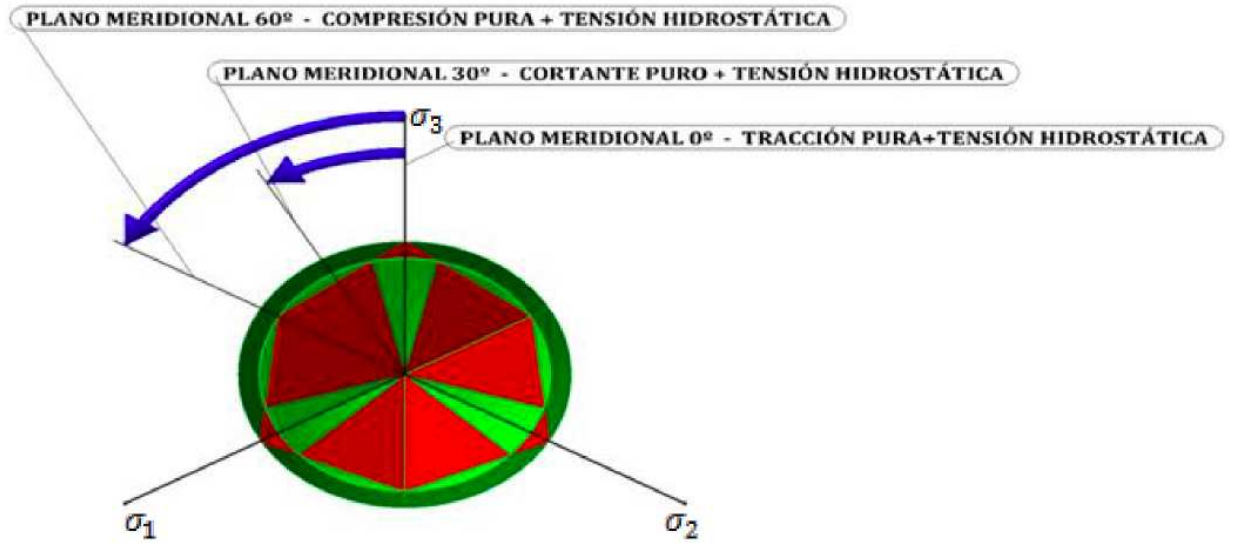 PLANO MERIDIONAL 60º - COMPRESIÓN PURA + TENSIÓN HIDROSTÁTICA
PLANO MERIDIONAL 30º - CORTANTE PURO + TENSIÓN HIDROSTÁTICA
σ3
PLANO MERIDIONAL 0º - TRACCIÓN PURA+TENSIÓN HIDROSTÁTICA
σ1
σ2